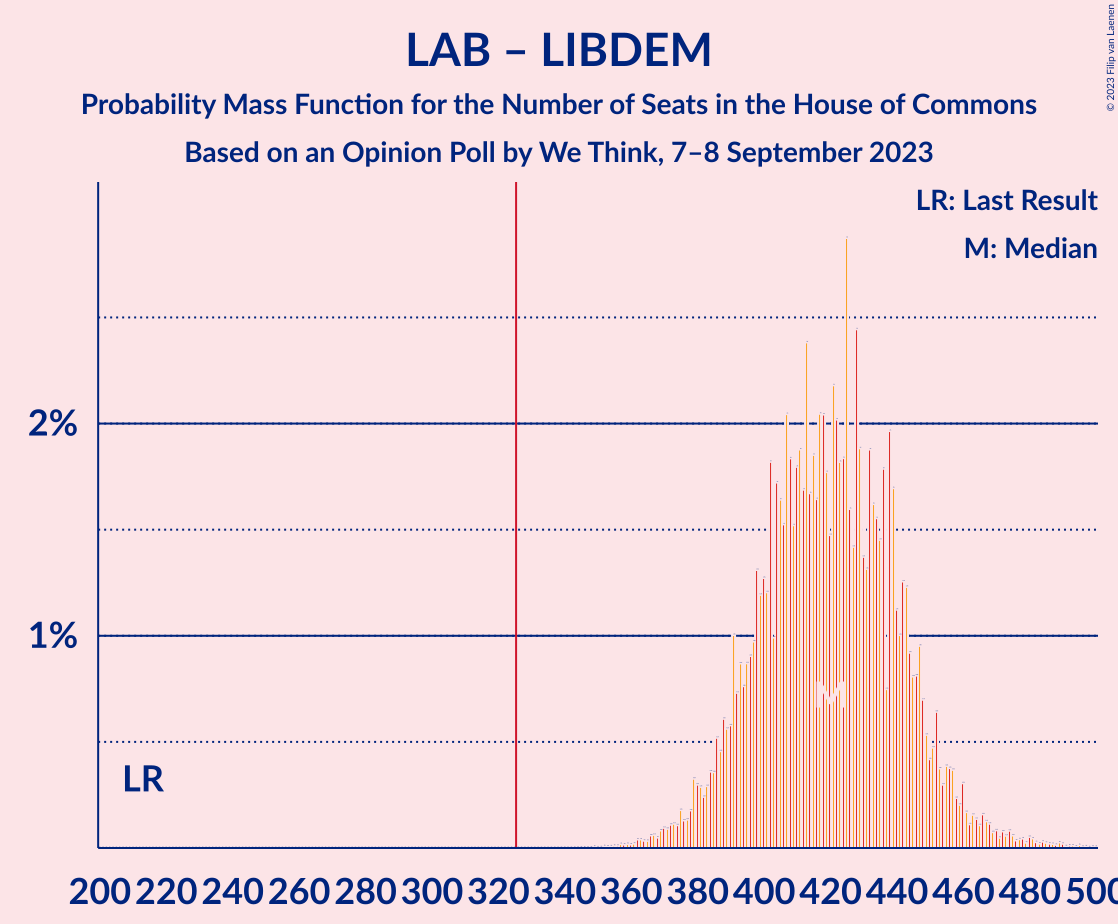 © 2023 Filip van Laenen
LAB – LIBDEM
Probability Mass Function for the Number of Seats in the House of Commons
Based on an Opinion Poll by We Think, 7–8 September 2023
LR: Last Result
M: Median
2%
1%
M
LR
200 220 240 260 280 300 320 340 360 380 400 420 440 460 480 500